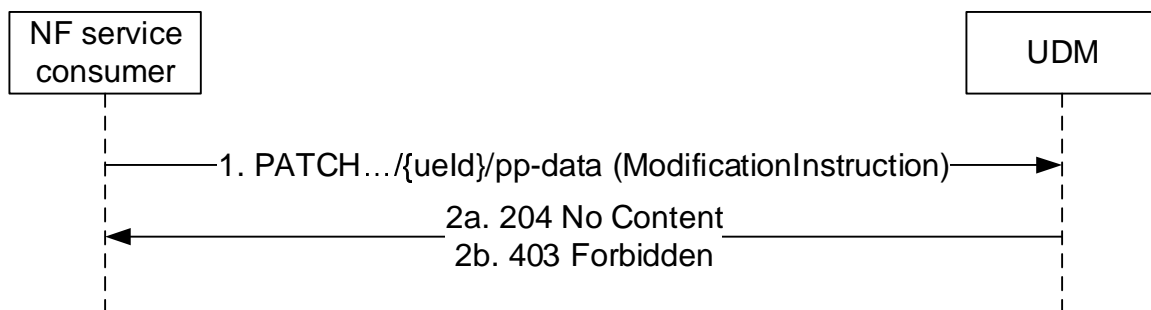 NF service
consumer
UDM
1. PATCH…/{ueId}/pp-data (ModificationInstruction)
2a. 204 No Content
2b. 403 Forbidden